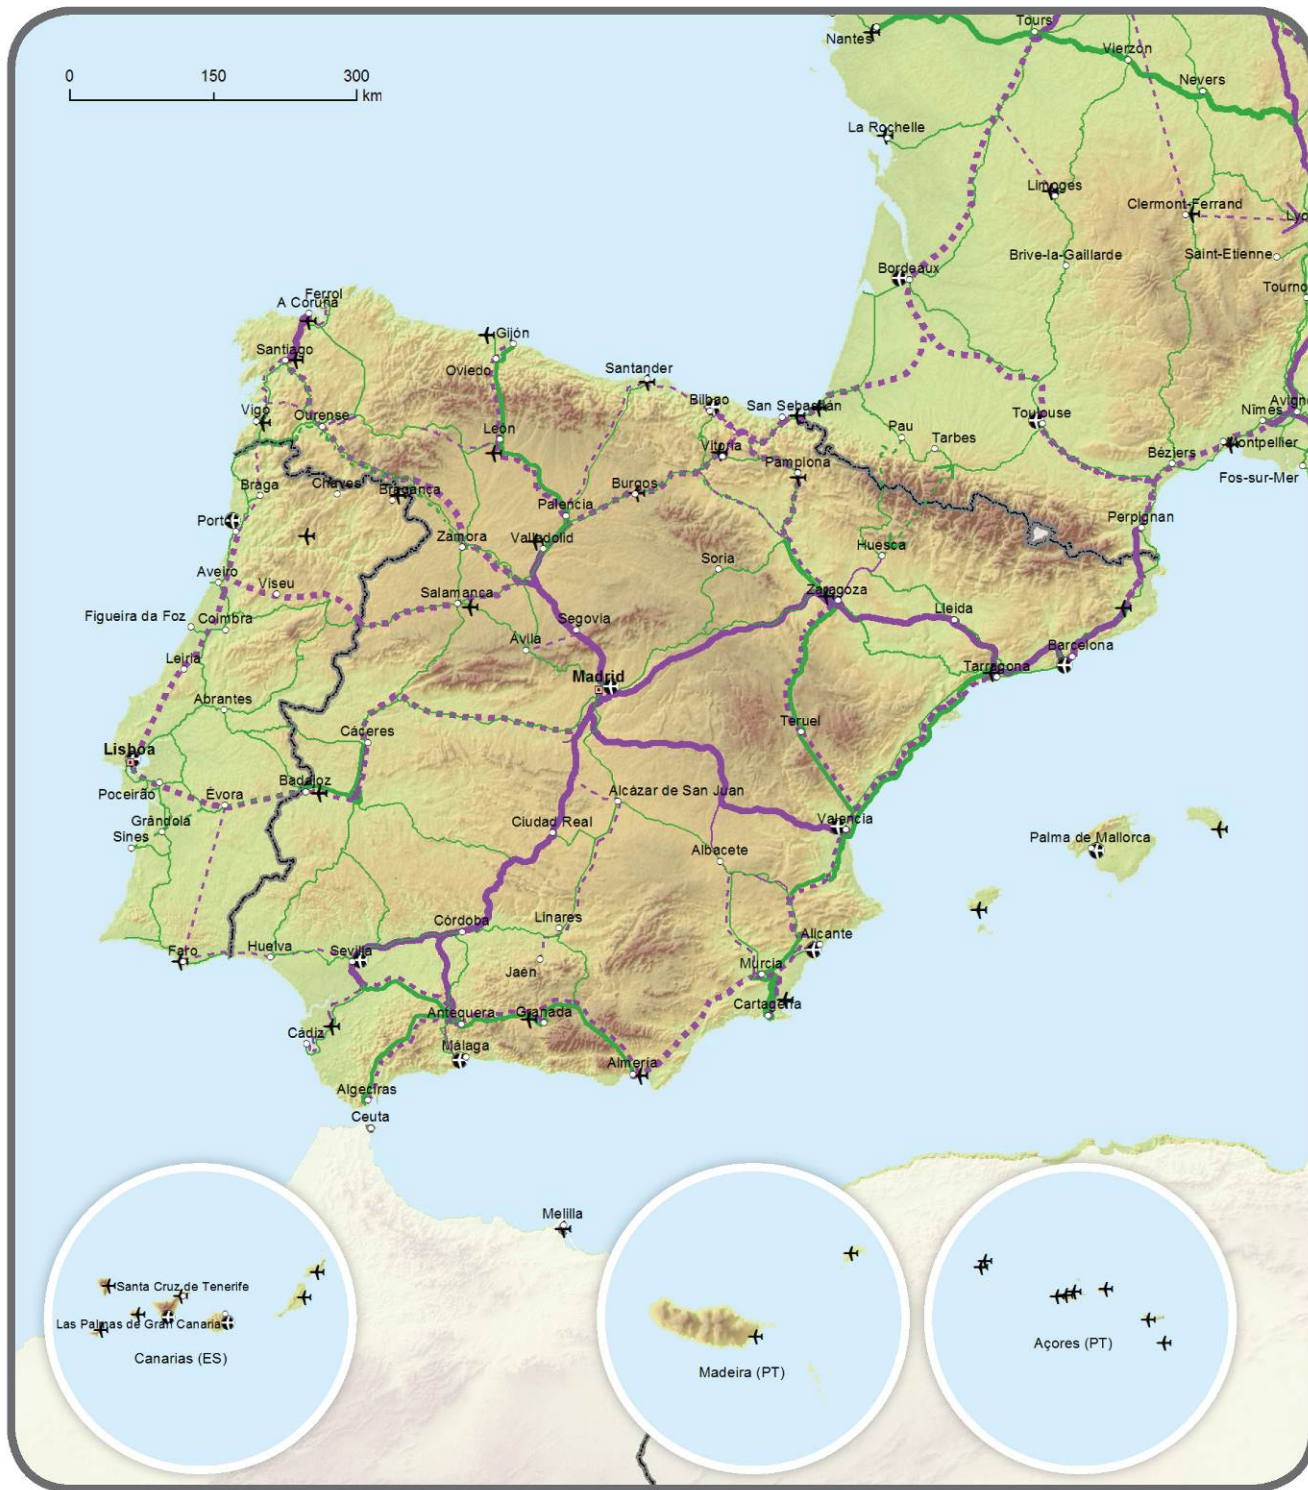 Tours
Nantes
Vierzon
0 150 300
km
Nevers
La Rochelle
Limoges
Clermont-Ferrand
Brive-la-Gaillarde
Saint-Etienne
Bordeaux
Ferrol
A Coruña
Gijón
Santiago
Oviedo
Santander
Bilbao
San Sebastián
Vigo
Ourense
León
Toulouse
Nîmes
Pau
Tarbes
Montpellier
Vitoria
Pamplona
Béziers
Fos-sur-Mer
Braga
Chaves
Bragança
Burgos
Palencia
Porto
Perpignan
Zamora
Valladolid
Soria
Huesca
Aveiro
Viseu
Salamanca
Zaragoza
Lleida
Figueira da Foz
Coimbra
Segovia
Ávila
Barcelona
Leiria
Tarragona
Madrid
Abrantes
Teruel
Cáceres
Lisboa
Badajoz
Poceirão
Évora
Alcázar de San Juan
Grândola
Sines
Ciudad Real
Valencia
Palma de Mallorca
Albacete
Córdoba
Linares
Alicante
Faro
Huelva
Sevilla
Jaén
Murcia
Cartagena
Antequera
Granada
Cádiz
Málaga
Almería
Algeciras
Ceuta
Melilla
Santa Cruz de Tenerife
Las Palmas de Gran Canaria
Canarias (ES)
Madeira (PT)
Açores (PT)